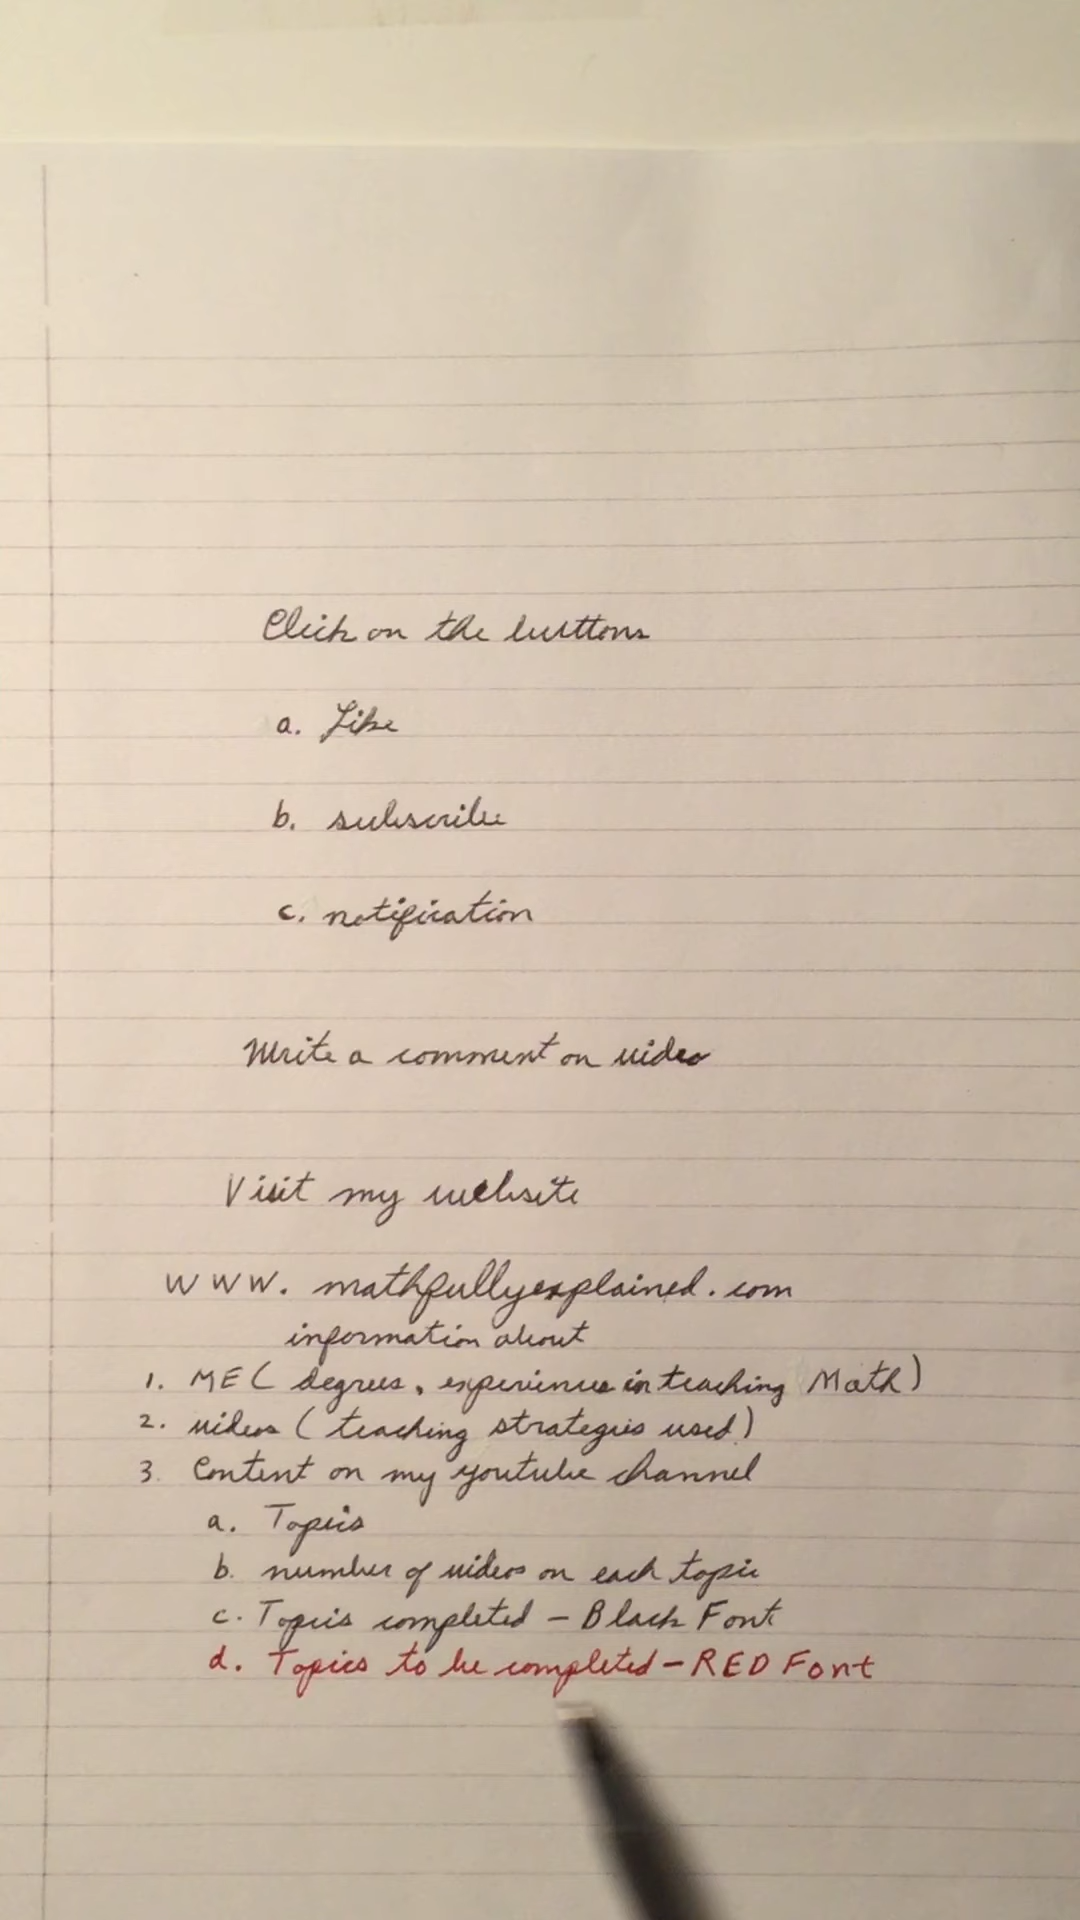 Click on the buttons
a. Like
b. subscribe
c. notification
Write a comment on video
Visit my website
WWW. mathfullyexplained.com
information about
1. ME ( degrees, experience in teaching Math)
2. videos ( teaching strategies used)
3. Content on my youtube channel
a. Topics
b. number of videos on each topic
c. Topics completed - Black Font
d. Topics to be completed - RED Font